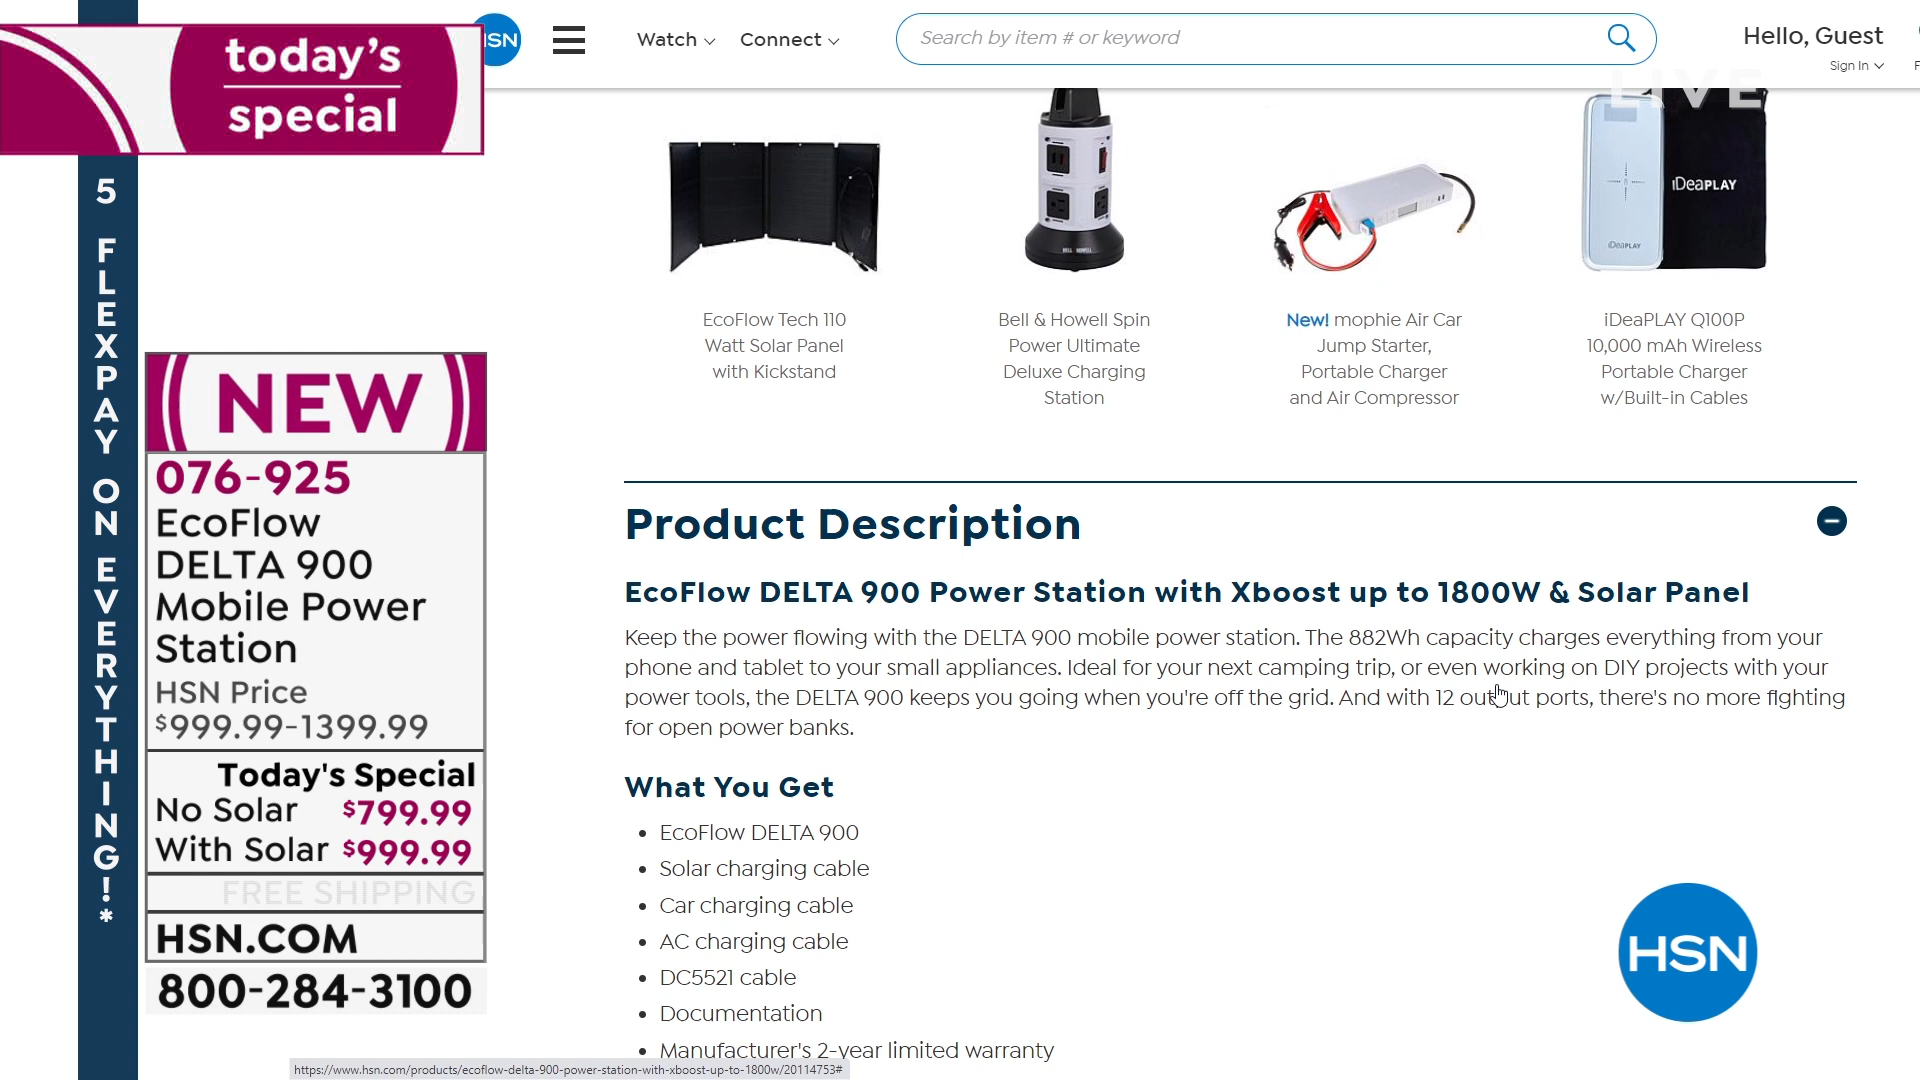 today's
special
5 FLEXPAY ON EVERYTHING!*
NEW
076-925
EcoFlow
DELTA 900
Mobile Power
Station
HSN Price
$999.99-1399.99
Today's Special
No Solar $799.99
With Solar $999.99
FREE SHIPPING
HSN.COM
800-284-3100
HSN
Watch
Connect
Search by item # or keyword
Hello, Guest
Sign In
LIVE
BELL HOWELL
iDeaPLAY
iDeaPLAY
EcoFlow Tech 110
Watt Solar Panel
with Kickstand
Bell & Howell Spin
Power Ultimate
Deluxe Charging
Station
New! mophie Air Car
Jump Starter,
Portable Charger
and Air Compressor
iDeaPLAY Q100P
10,000 mAh Wireless
Portable Charger
w/Built-in Cables
Product Description
EcoFlow DELTA 900 Power Station with Xboost up to 1800W & Solar Panel
Keep the power flowing with the DELTA 900 mobile power station. The 882Wh capacity charges everything from your
phone and tablet to your small appliances. Ideal for your next camping trip, or even working on DIY projects with your
power tools, the DELTA 900 keeps you going when you're off the grid. And with 12 output ports, there's no more fighting
for open power banks.
What You Get
• EcoFlow DELTA 900
• Solar charging cable
• Car charging cable
• AC charging cable
• DC5521 cable
• Documentation
• Manufacturer's 2-year limited warranty
HSN
https://www.hsn.com/products/ecoflow-delta-900-power-station-with-xboost-up-to-1800w/20114753#